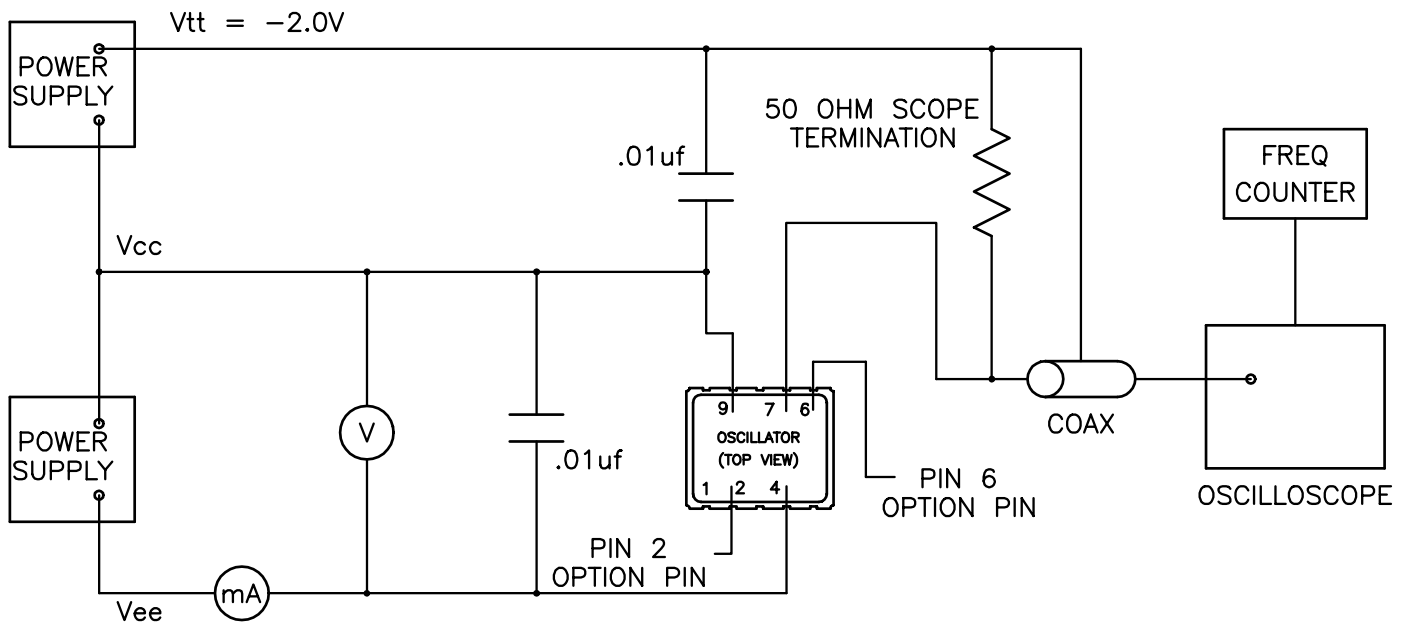 Vtt = −2.0V
POWER
SUPPLY
50 OHM SCOPE
TERMINATION
.01uf
FREQ
COUNTER
Vcc
9 7 6
COAX
POWER
SUPPLY
V
.01uf
OSCILLATOR
(TOP VIEW)
1 2 4
PIN 6
OPTION PIN
OSCILLOSCOPE
PIN 2
OPTION PIN
mA
Vee